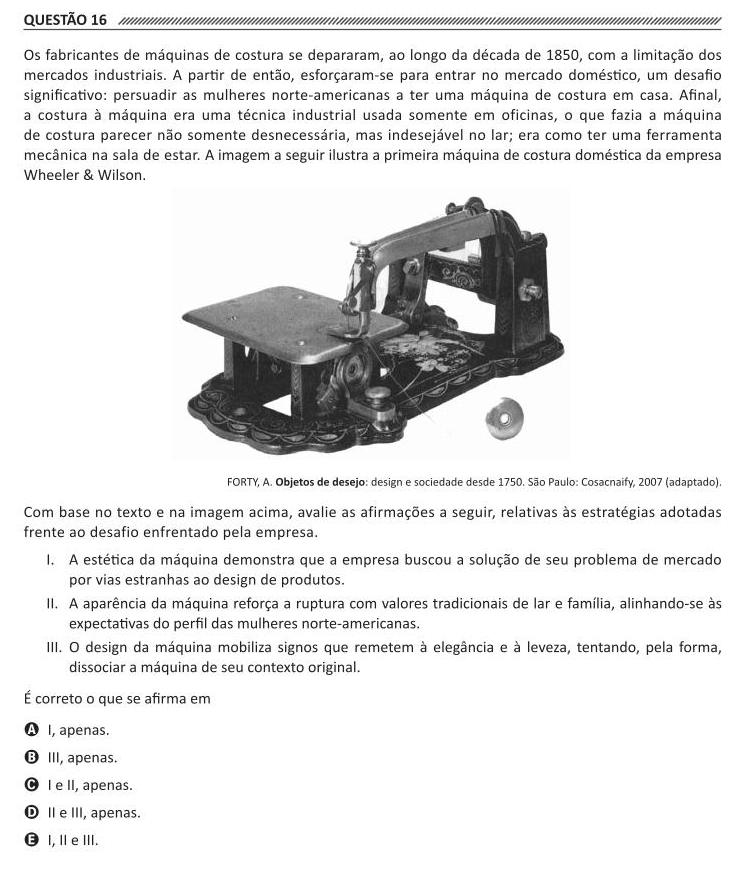 QUESTÃO 16
Os fabricantes de máquinas de costura se depararam, ao longo da década de 1850, com a limitação dos
mercados industriais. A partir de então, esforçaram-se para entrar no mercado doméstico, um desafio
significativo: persuadir as mulheres norte-americanas a ter uma máquina de costura em casa. Afinal,
a costura à máquina era uma técnica industrial usada somente em oficinas, o que fazia a máquina
de costura parecer não somente desnecessária, mas indesejável no lar; era como ter uma ferramenta
mecânica na sala de estar. A imagem a seguir ilustra a primeira máquina de costura doméstica da empresa
Wheeler & Wilson.
FORTY, A. Objetos de desejo: design e sociedade desde 1750. São Paulo: Cosacnaify, 2007 (adaptado).
Com base no texto e na imagem acima, avalie as afirmações a seguir, relativas às estratégias adotadas
frente ao desafio enfrentado pela empresa.
I. A estética da máquina demonstra que a empresa buscou a solução de seu problema de mercado
por vias estranhas ao design de produtos.
II. A aparência da máquina reforça a ruptura com valores tradicionais de lar e família, alinhando-se às
expectativas do perfil das mulheres norte-americanas.
III. O design da máquina mobiliza signos que remetem à elegância e à leveza, tentando, pela forma,
dissociar a máquina de seu contexto original.
É correto o que se afirma em
A I, apenas.
B III, apenas.
C I e II, apenas.
D II e III, apenas.
E I, II e III.